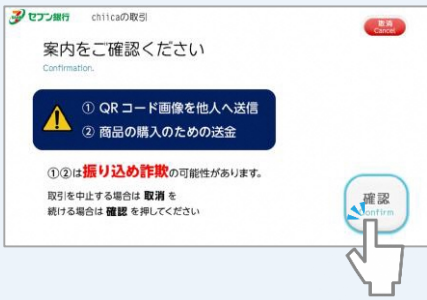 セブン銀行 chiicaの取引
取消
Cancel
案内をご確認ください
Confirmation.
① QRコード画像を他人へ送信
② 商品の購入のための送金
①②は振り込め詐欺の可能性があります。
取引を中止する場合は 取消 を
続ける場合は 確認 を押してください
確認
Confirm